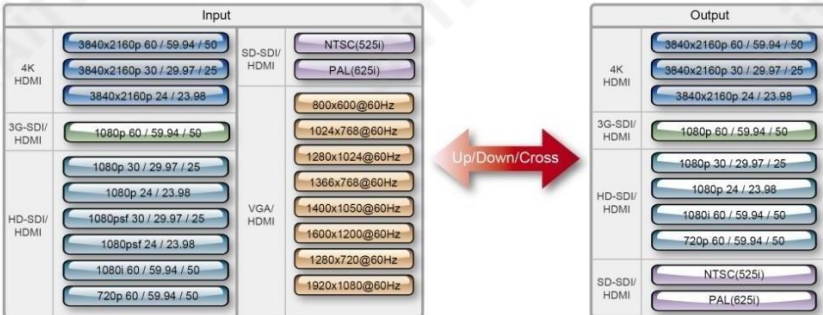 Input
4K
HDMI
3840x2160p 60 / 59.94 / 50
3840x2160p 30 / 29.97 / 25
3840x2160p 24 / 23.98
3G-SDI/
HDMI
1080p 60 / 59.94 / 50
HD-SDI/
HDMI
1080p 30 / 29.97 / 25
1080p 24 / 23.98
1080psf 30 / 29.97 / 25
1080psf 24 / 23.98
1080i 60 / 59.94 / 50
720p 60 / 59.94 / 50
SD-SDI/
HDMI
NTSC(525i)
PAL(625i)
VGA/
HDMI
800x600@60Hz
1024x768@60Hz
1280x1024@60Hz
1366x768@60Hz
1400x1050@60Hz
1600x1200@60Hz
1280x720@60Hz
1920x1080@60Hz
Up/Down/Cross
Output
4K
HDMI
3840x2160p 60 / 59.94 / 50
3840x2160p 30 / 29.97 / 25
3840x2160p 24 / 23.98
3G-SDI/
HDMI
1080p 60 / 59.94 / 50
HD-SDI/
HDMI
1080p 30 / 29.97 / 25
1080p 24 / 23.98
1080i 60 / 59.94 / 50
720p 60 / 59.94 / 50
SD-SDI/
HDMI
NTSC(525i)
PAL(625i)